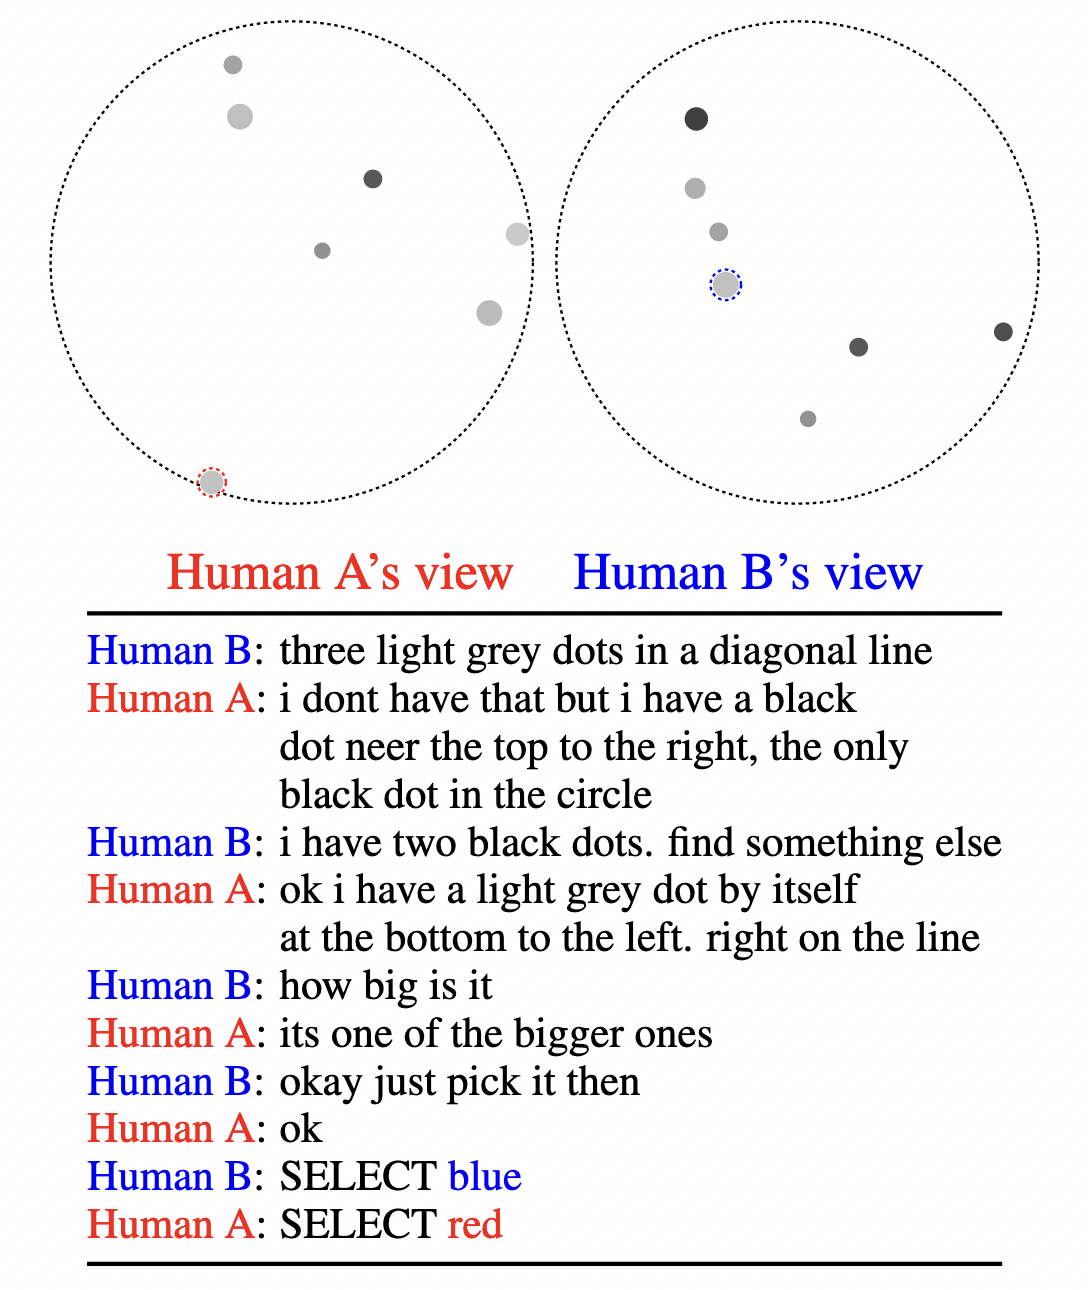 Human A's view Human B's view
Human B: three light grey dots in a diagonal line
Human A: i dont have that but i have a black
dot neer the top to the right, the only
black dot in the circle
Human B: i have two black dots. find something else
Human A: ok i have a light grey dot by itself
at the bottom to the left. right on the line
Human B: how big is it
Human A: its one of the bigger ones
Human B: okay just pick it then
Human A: ok
Human B: SELECT blue
Human A: SELECT red